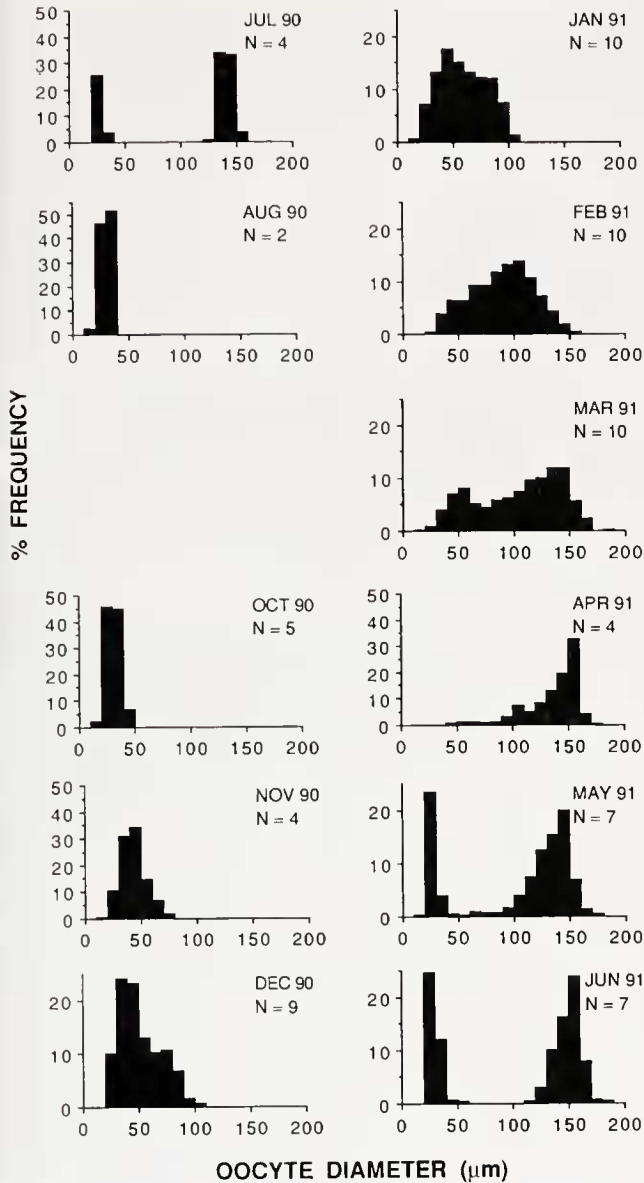 % FREQUENCY
JUL 90
N = 4
50
40
30
20
10
0
0 50 100 150 200
JAN 91
N = 10
20
10
0
0 50 100 150 200
AUG 90
N = 2
50
40
30
20
10
0
0 50 100 150 200
FEB 91
N = 10
20
10
0
0 50 100 150 200
MAR 91
N = 10
20
10
0
0 50 100 150 200
OCT 90
N = 5
50
40
30
20
10
0
0 50 100 150 200
APR 91
N = 4
50
40
30
20
10
0
0 50 100 150 200
NOV 90
N = 4
50
40
30
20
10
0
0 50 100 150 200
MAY 91
N = 7
20
10
0
0 50 100 150 200
DEC 90
N = 9
20
10
0
0 50 100 150 200
JUN 91
N = 7
20
10
0
0 50 100 150 200
OOCYTE DIAMETER (μm)